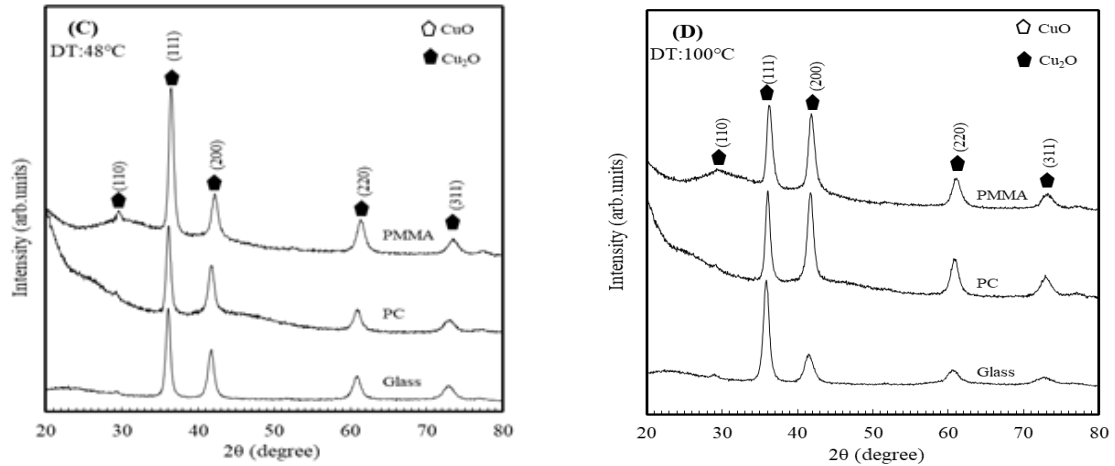 (C)
DT:48°C
CuO
Cu₂O
(111)
(200)
(110)
(220)
(311)
PMMA
PC
Glass
Intensity (arb.units)
20 30 40 50 60 70 80
2θ (degree)
(D)
DT:100°C
CuO
Cu₂O
(111)
(200)
(110)
(220)
(311)
PMMA
PC
Glass
Intensity (arb.units)
20 30 40 50 60 70 80
2θ (degree)